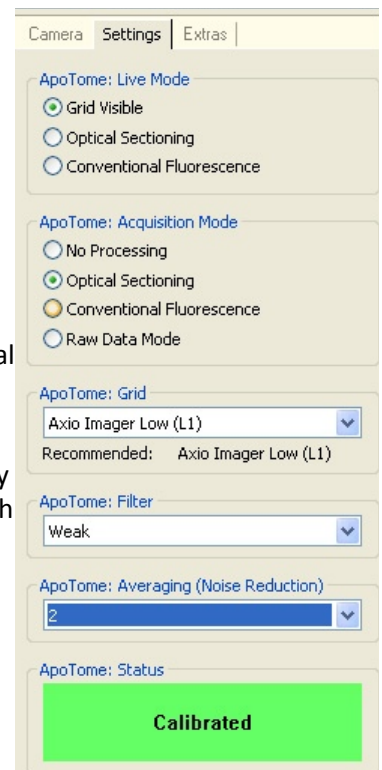 Camera Settings Extras
ApoTome: Live Mode
Grid Visible
Optical Sectioning
Conventional Fluorescence
ApoTome: Acquisition Mode
No Processing
Optical Sectioning
Conventional Fluorescence
Raw Data Mode
al
ApoTome: Grid
Axio Imager Low (L1)
Recommended: Axio Imager Low (L1)
y
h
ApoTome: Filter
Weak
ApoTome: Averaging (Noise Reduction)
2
ApoTome: Status
Calibrated